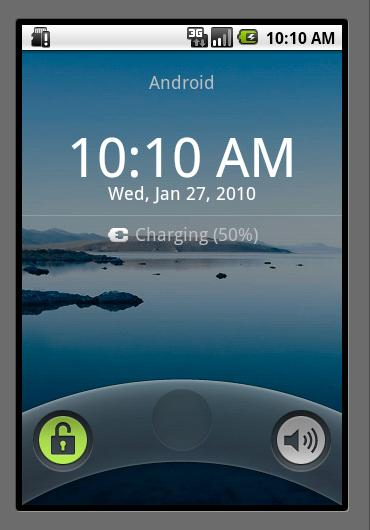 3G
10:10 AM
Android
10:10 AM
Wed, Jan 27, 2010
Charging (50%)